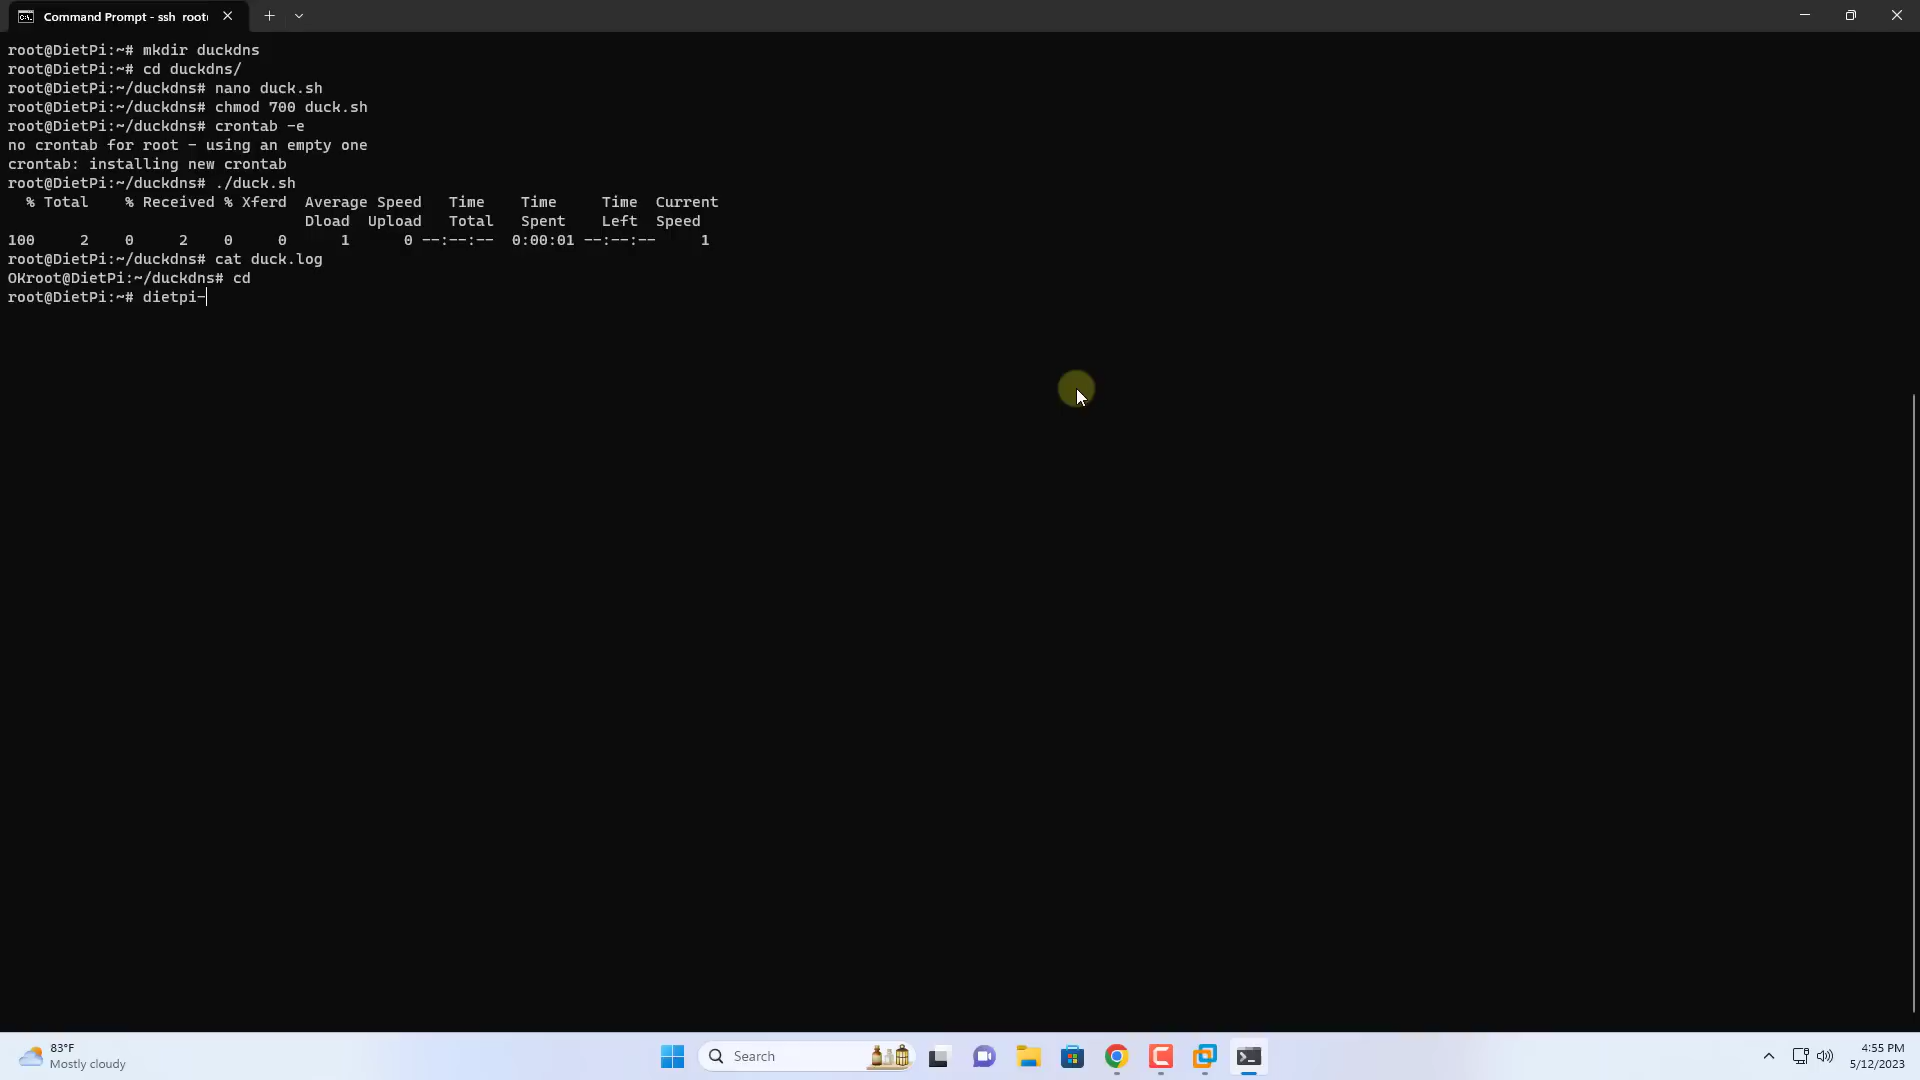 Command Prompt - ssh root
root@DietPi:~# mkdir duckdns
root@DietPi:~# cd duckdns/
root@DietPi:~/duckdns# nano duck.sh
root@DietPi:~/duckdns# chmod 700 duck.sh
root@DietPi:~/duckdns# crontab -e
no crontab for root - using an empty one
crontab: installing new crontab
root@DietPi:~/duckdns# ./duck.sh
% Total % Received % Xferd Average Speed Time Time Time Current
Dload Upload Total Spent Left Speed
100 2 0 2 0 0 1 0 --:--:-- 0:00:01 --:--:-- 1
root@DietPi:~/duckdns# cat duck.log
OKroot@DietPi:~/duckdns# cd
root@DietPi:~# dietpi-
83°F
Mostly cloudy
Search
4:55 PM
5/12/2023